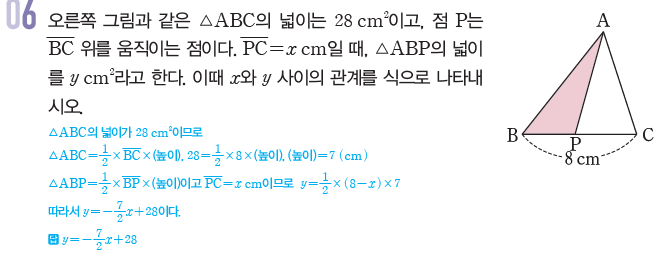 06 오른쪽 그림과 같은 △ABC의 넓이는 28 cm²이고, 점 P는
BC 위를 움직이는 점이다. PC=x cm일 때, △ABP의 넓이
를 y cm²라고 한다. 이때 x와 y 사이의 관계를 식으로 나타내
시오.
△ABC의 넓이가 28 cm²이므로
△ABC=1/2×BC×(높이), 28=1/2×8×(높이), (높이)=7 (cm)
△ABP=1/2×BP×(높이)이고 PC=x cm이므로 y=1/2×(8-x)×7
따라서 y=-7/2x+28이다.
답 y=-7/2x+28
A
B
P
C
8 cm